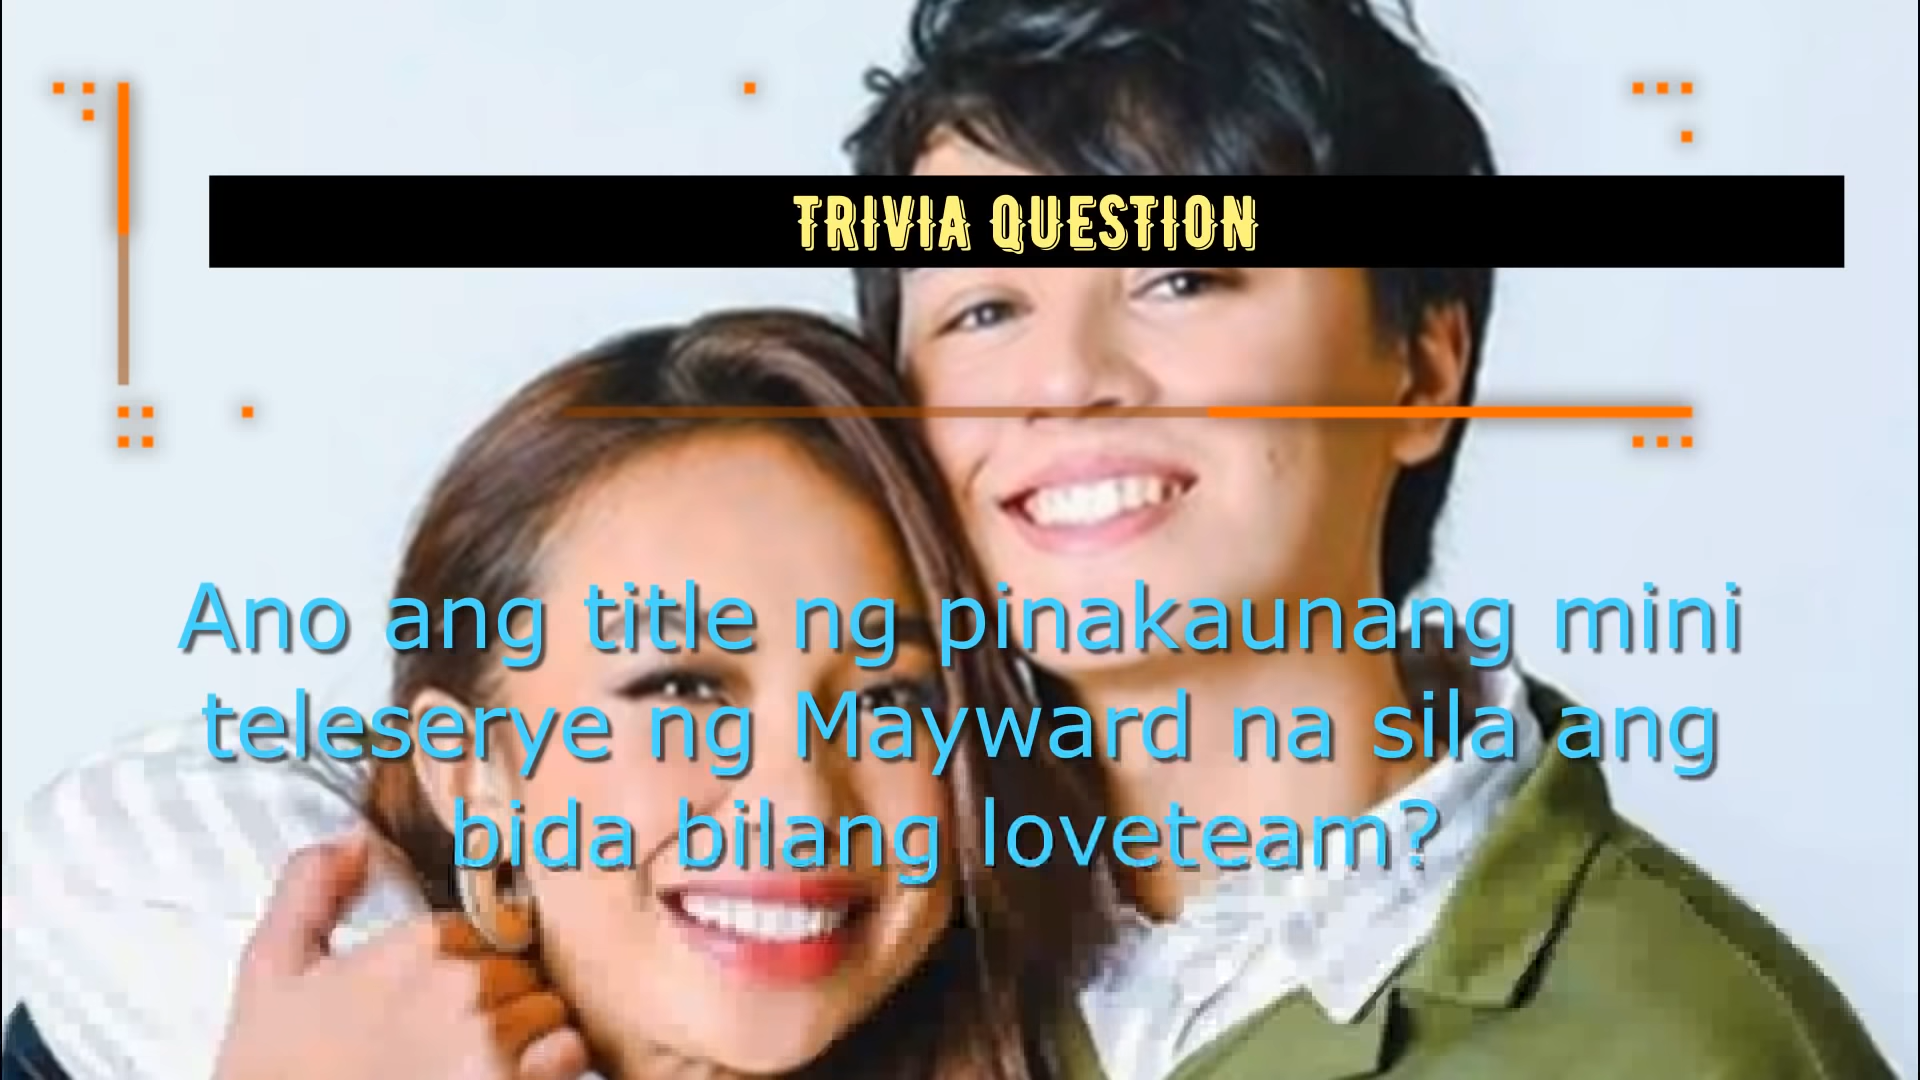 TRIVIA QUESTION
Ano ang title ng pinakaunang mini
teleserye ng Mayward na sila ang
bida bilang loveteam?